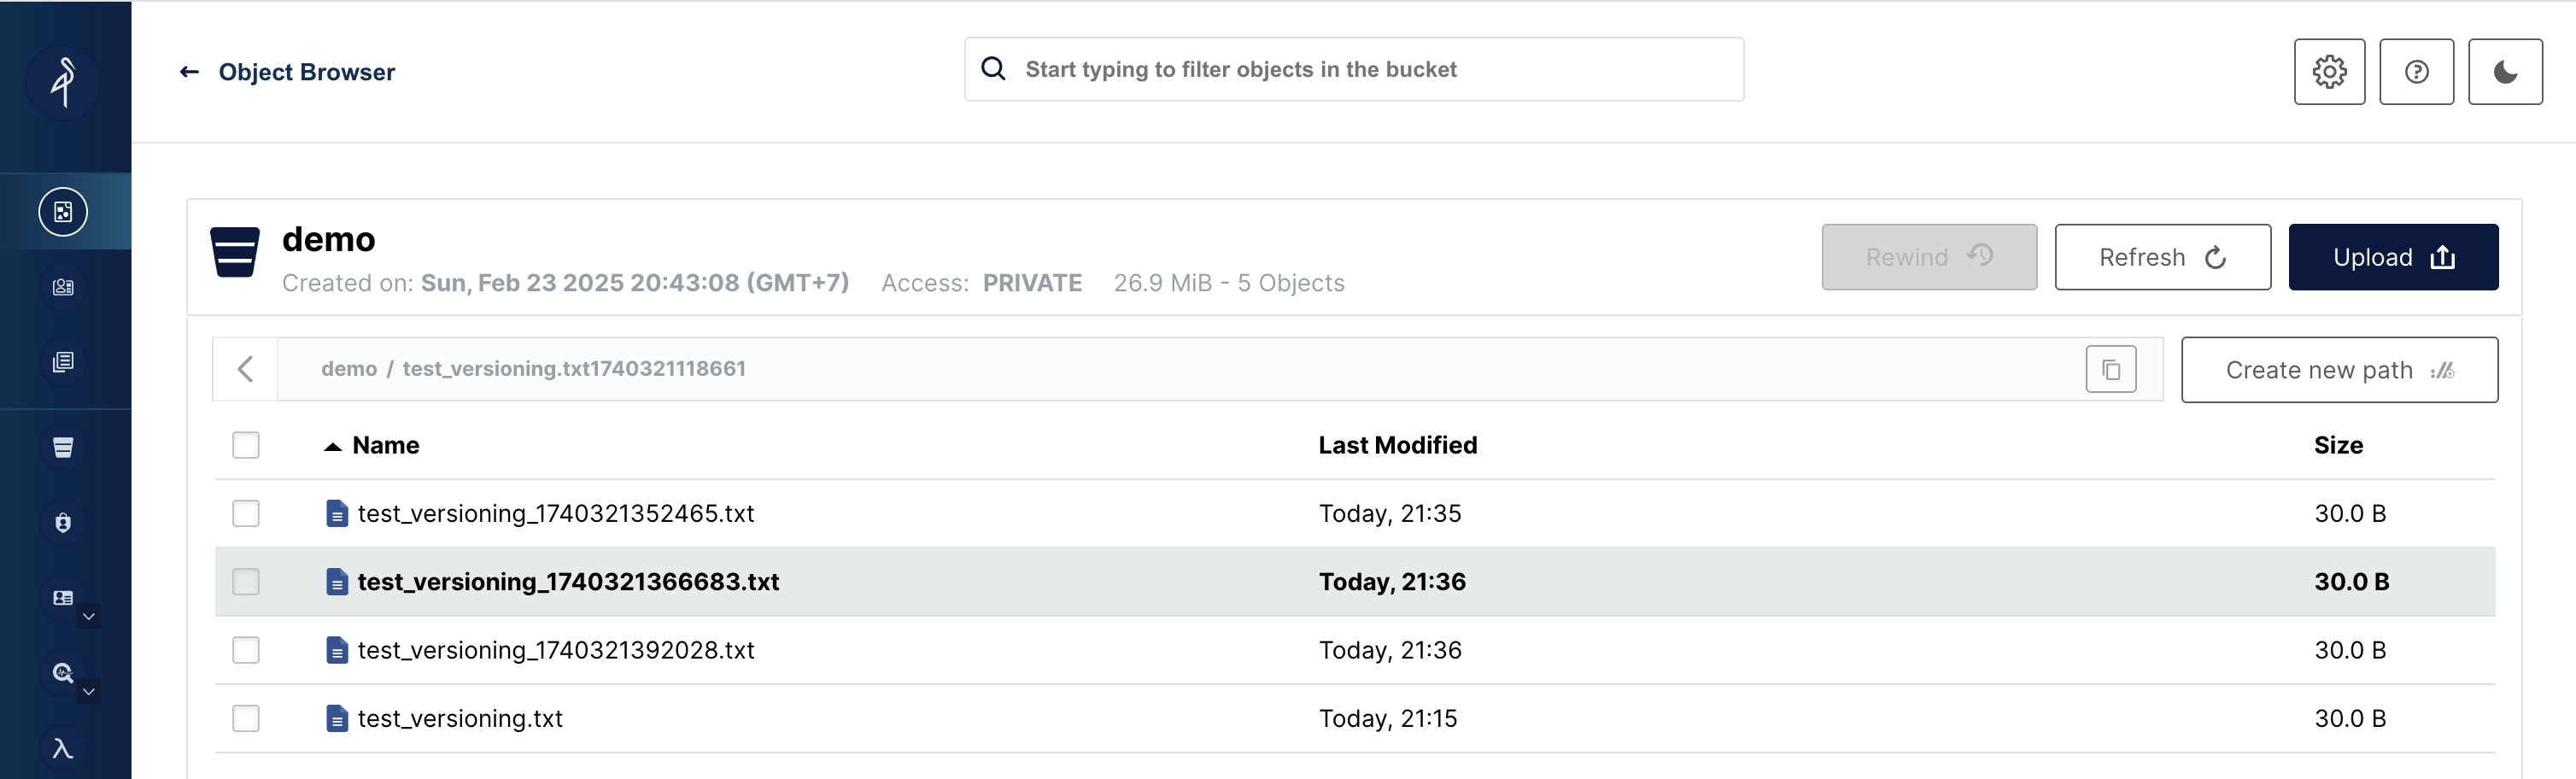 Object Browser
Start typing to filter objects in the bucket
demo
Created on: Sun, Feb 23 2025 20:43:08 (GMT+7) Access: PRIVATE 26.9 MiB - 5 Objects
Rewind
Refresh
Upload
demo / test_versioning.txt1740321118661
Create new path
Name Last Modified Size
test_versioning_1740321352465.txt Today, 21:35 30.0 B
test_versioning_1740321366683.txt Today, 21:36 30.0 B
test_versioning_1740321392028.txt Today, 21:36 30.0 B
test_versioning.txt Today, 21:15 30.0 B